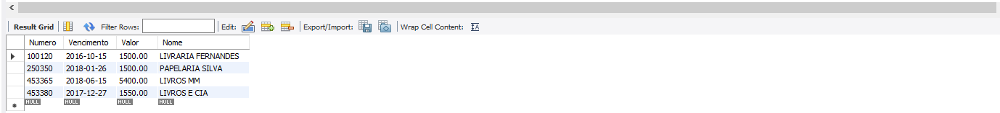 Result Grid Filter Rows: Edit: Export/Import: Wrap Cell Content: IA
Numero Vencimento Valor Nome
100120 2016-10-15 1500.00 LIVRARIA FERNANDES
250350 2018-01-26 1500.00 PAPELARIA SILVA
453365 2018-06-15 5400.00 LIVROS MM
453380 2017-12-27 1550.00 LIVROS E CIA
NULL NULL NULL NULL